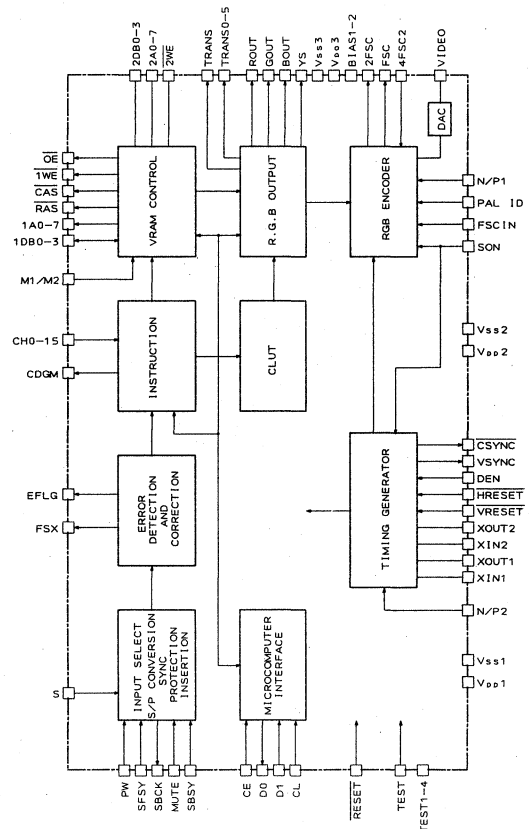 2DB0-3
2A0-7
2WE
TRANS
TRANS0-5
ROUT
GOUT
BOUT
YS
Vss3
VDD3
BIAS1-2
2FSC
FSC
4FSC2
VIDEO
DAC
OE
1WE
CAS
RAS
1A0-7
1DB0-3
M1/M2
CH0-15
CDGM
EFLG
FSX
S
VRAM CONTROL
R.G.B OUTPUT
RGB ENCODER
N/P1
PAL ID
FSCIN
SON
INSTRUCTION
CLUT
Vss2
VDD2
ERROR
DETECTION
AND
CORRECTION
TIMING GENERATOR
CSYNC
VSYNC
DEN
HRESET
VRESET
XOUT2
XIN2
XOUT1
XIN1
N/P2
INPUT SELECT
S/P CONVERSION
SYNC
PROTECTION
INSERTION
MICROCOMPUTER
INTERFACE
Vss1
VDD1
PW
SFSY
SBCK
MUTE
SBSY
CE
D0
D1
CL
RESET
TEST
TEST1-4